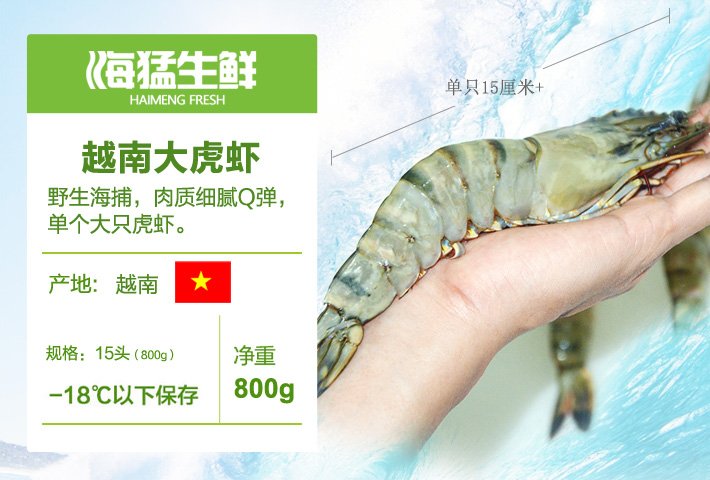 海猛生鲜
HAIMENG FRESH
越南大虎虾
野生海捕，肉质细腻Q弹，
单个大只虎虾。
产地： 越南
规格：15头（800g）
-18℃以下保存
净重
800g
单只15厘米+